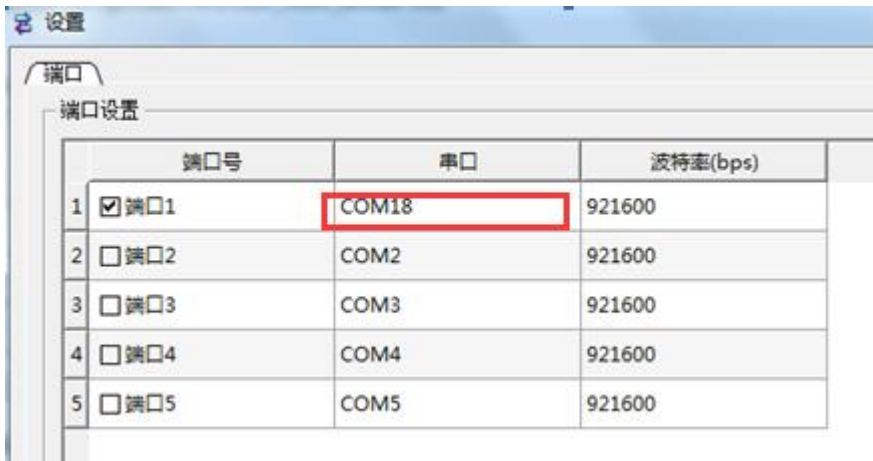 设置
端口
端口设置
端口号 串口 波特率(bps)
1 端口1 COM18 921600
2 端口2 COM2 921600
3 端口3 COM3 921600
4 端口4 COM4 921600
5 端口5 COM5 921600